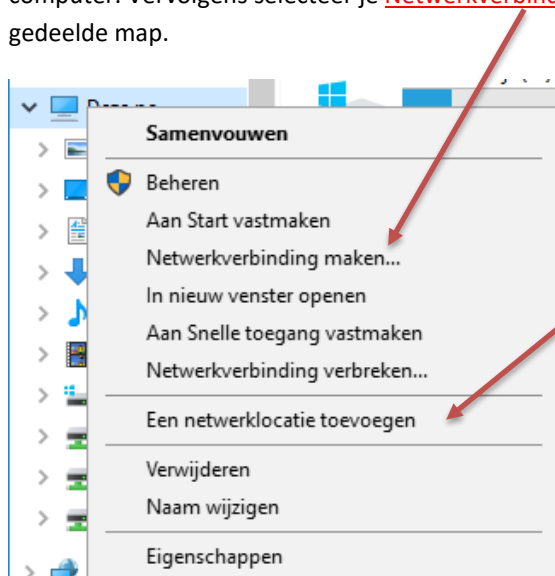 computer. Vervolgens selecteer je
gedeelde map.
Samenvouwen
Beheren
Aan Start vastmaken
Netwerkverbinding maken...
In nieuw venster openen
Aan Snelle toegang vastmaken
Netwerkverbinding verbreken...
Een netwerklocatie toevoegen
Verwijderen
Naam wijzigen
Eigenschappen